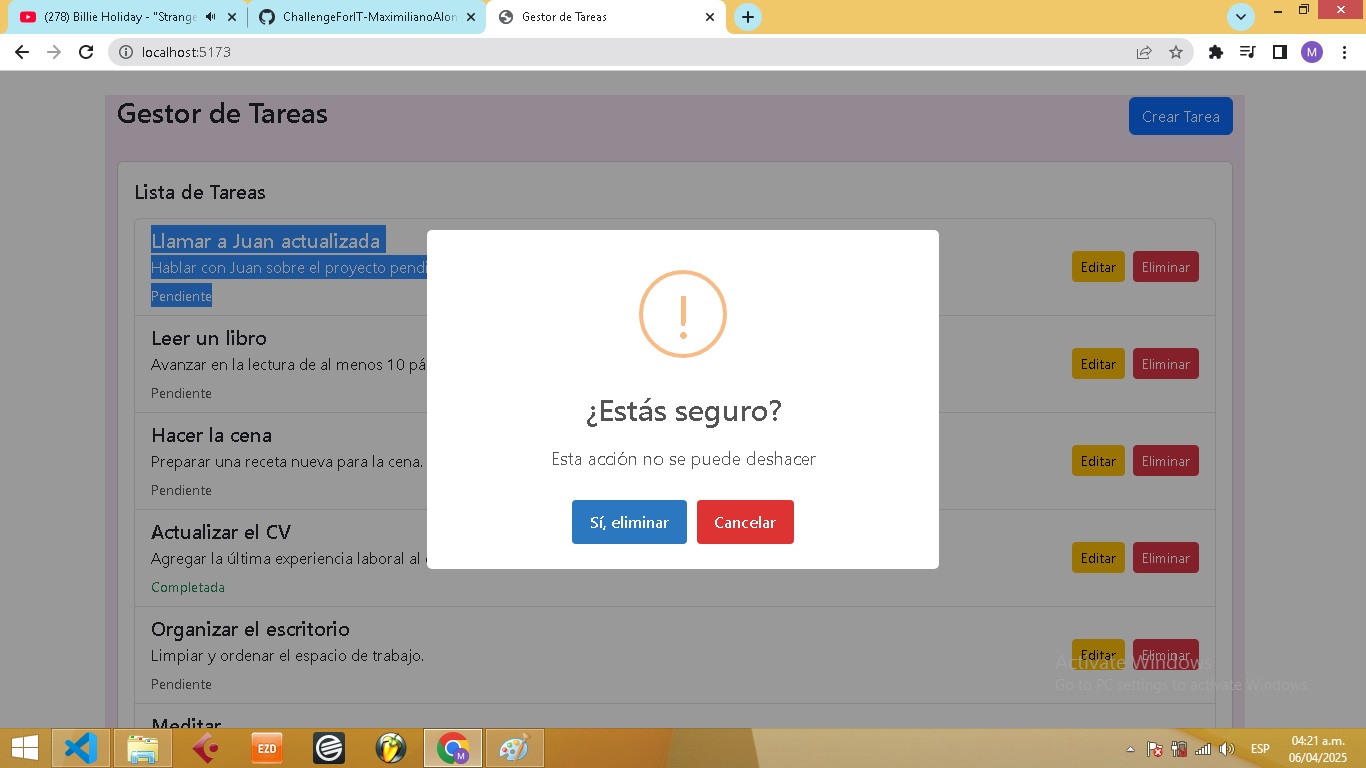 (278) Billie Holiday - "Strange
ChallengeForIT-MaximilianoAlon
Gestor de Tareas
localhost:5173
M
Gestor de Tareas
Crear Tarea
Lista de Tareas
Llamar a Juan actualizada
Hablar con Juan sobre el proyecto pendi
Pendiente
Editar
Eliminar
Leer un libro
Avanzar en la lectura de al menos 10 pá
Pendiente
Editar
Eliminar
Hacer la cena
Preparar una receta nueva para la cena.
Pendiente
Editar
Eliminar
Actualizar el CV
Agregar la última experiencia laboral al
Completada
Editar
Eliminar
Organizar el escritorio
Limpiar y ordenar el espacio de trabajo.
Pendiente
Editar
Eliminar
Meditar
¿Estás seguro?
Esta acción no se puede deshacer
Sí, eliminar
Cancelar
Activate Windows
Go to PC settings to activate Windows.
EZD
M
ESP
04:21 a.m.
06/04/2025